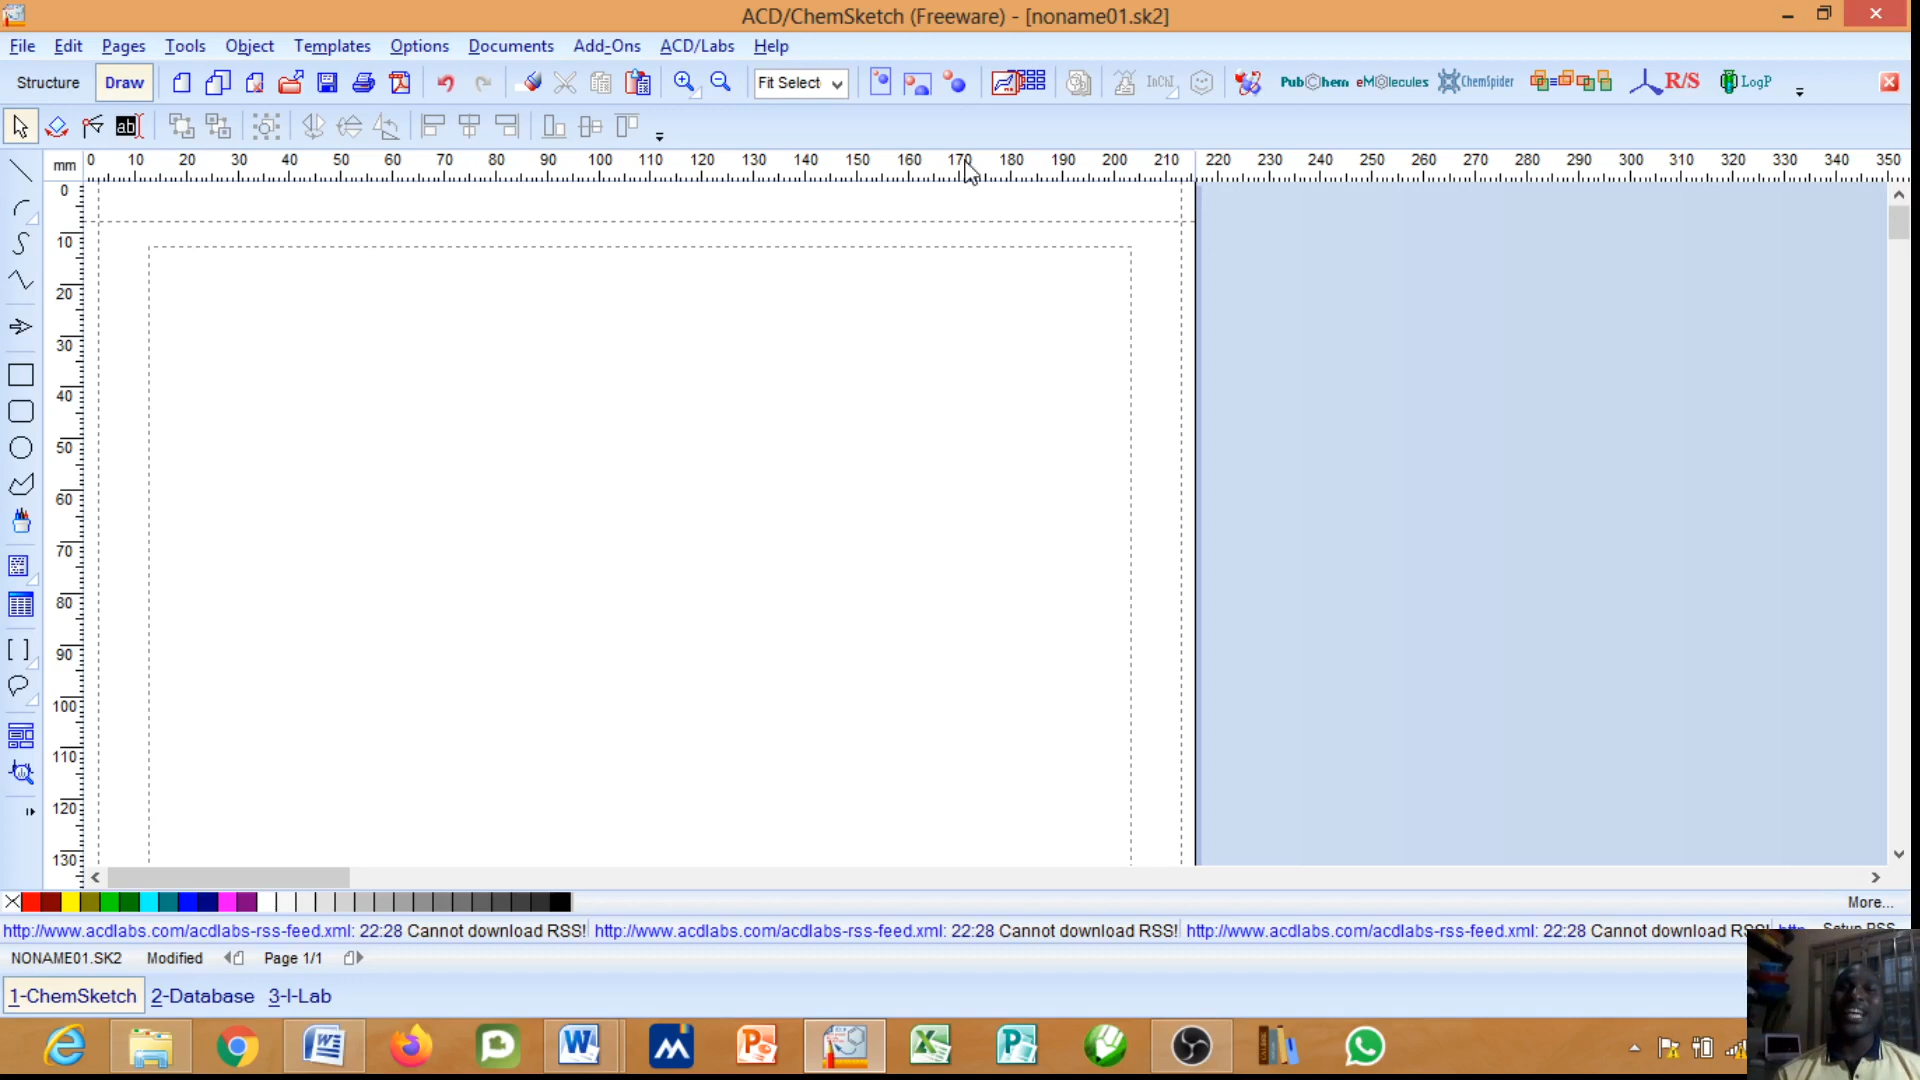 ACD/ChemSketch (Freeware) - [noname01.sk2]
File Edit Pages Tools Object Templates Options Documents Add-Ons ACD/Labs Help
Structure Draw Fit Select InChI PubChem eMolecules ChemSpider R/S LogP
ab
mm 0 10 20 30 40 50 60 70 80 90 100 110 120 130 140 150 160 170 180 190 200 210 220 230 240 250 260 270 280 290 300 310 320 330 340 350
0
10
20
30
40
50
60
70
80
90
100
110
120
130
More...
http://www.acdlabs.com/acdlabs-rss-feed.xml: 22:28 Cannot download RSS! http://www.acdlabs.com/acdlabs-rss-feed.xml: 22:28 Cannot download RSS! http://www.acdlabs.com/acdlabs-rss-feed.xml: 22:28 Cannot download RSS! Setup RSS
NONAME01.SK2 Modified Page 1/1
1-ChemSketch 2-Database 3-I-Lab